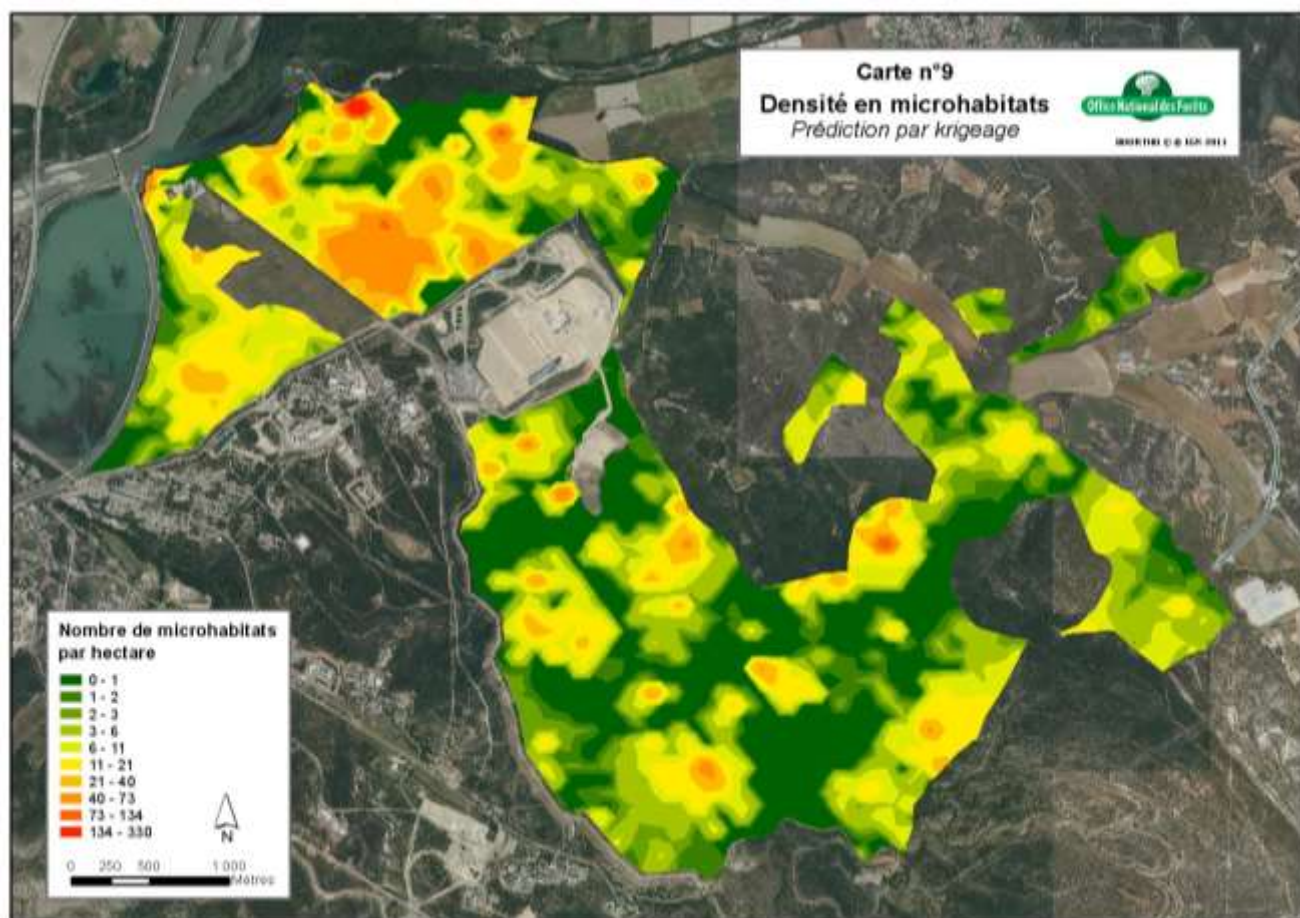 Carte n°9
Densité en microhabitats
Prédiction par krigeage
Office National des Forêts
Nombre de microhabitats
par hectare
0 - 1
1 - 2
2 - 3
3 - 6
6 - 11
11 - 21
21 - 40
40 - 73
73 - 134
134 - 330
N
0 250 500 1 000
Mètres